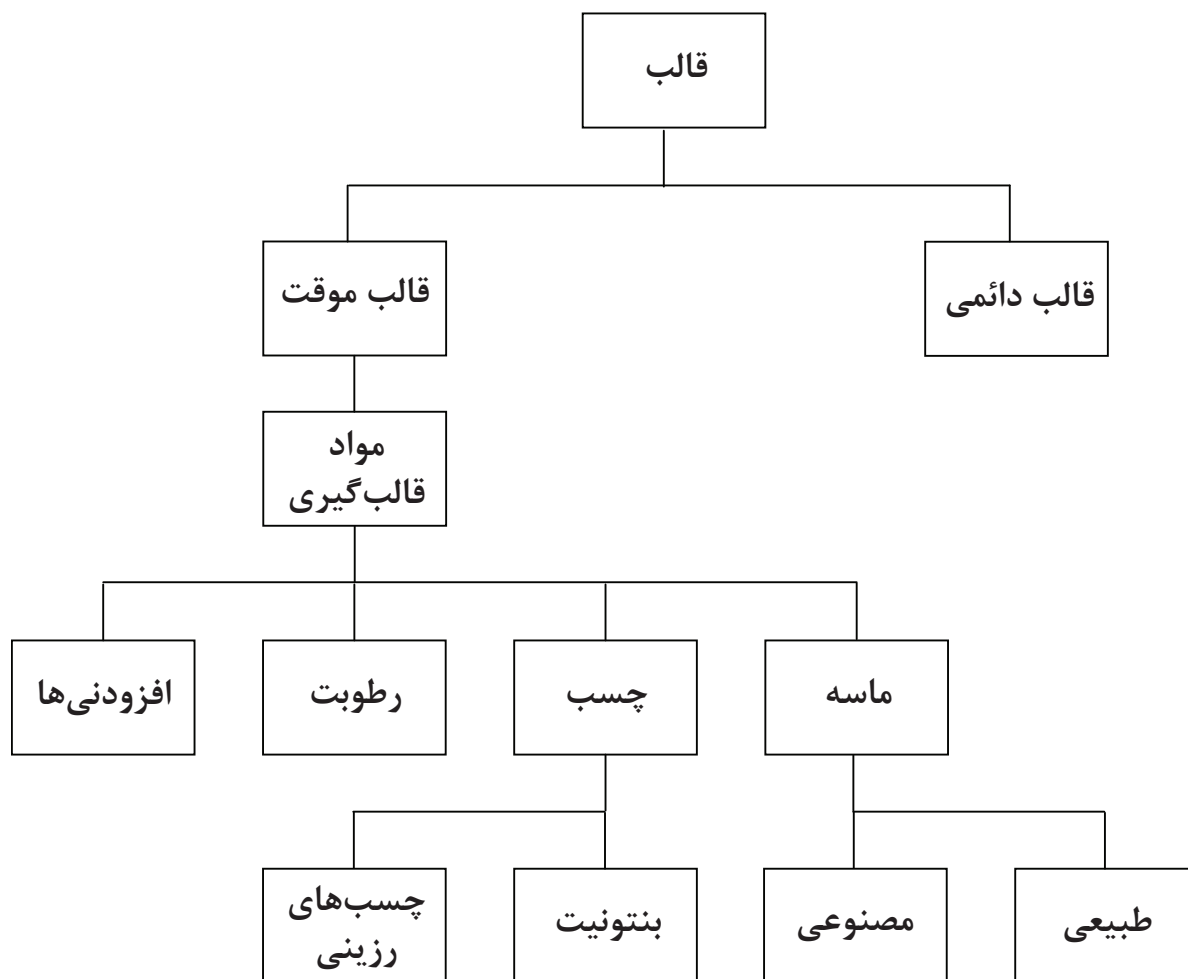 قالب
قالب دائمی
قالب موقت
مواد
قالب‌گیری
ماسه
چسب
رطوبت
افزودنی‌ها
طبیعی
مصنوعی
بنتونیت
چسب‌های
رزینی